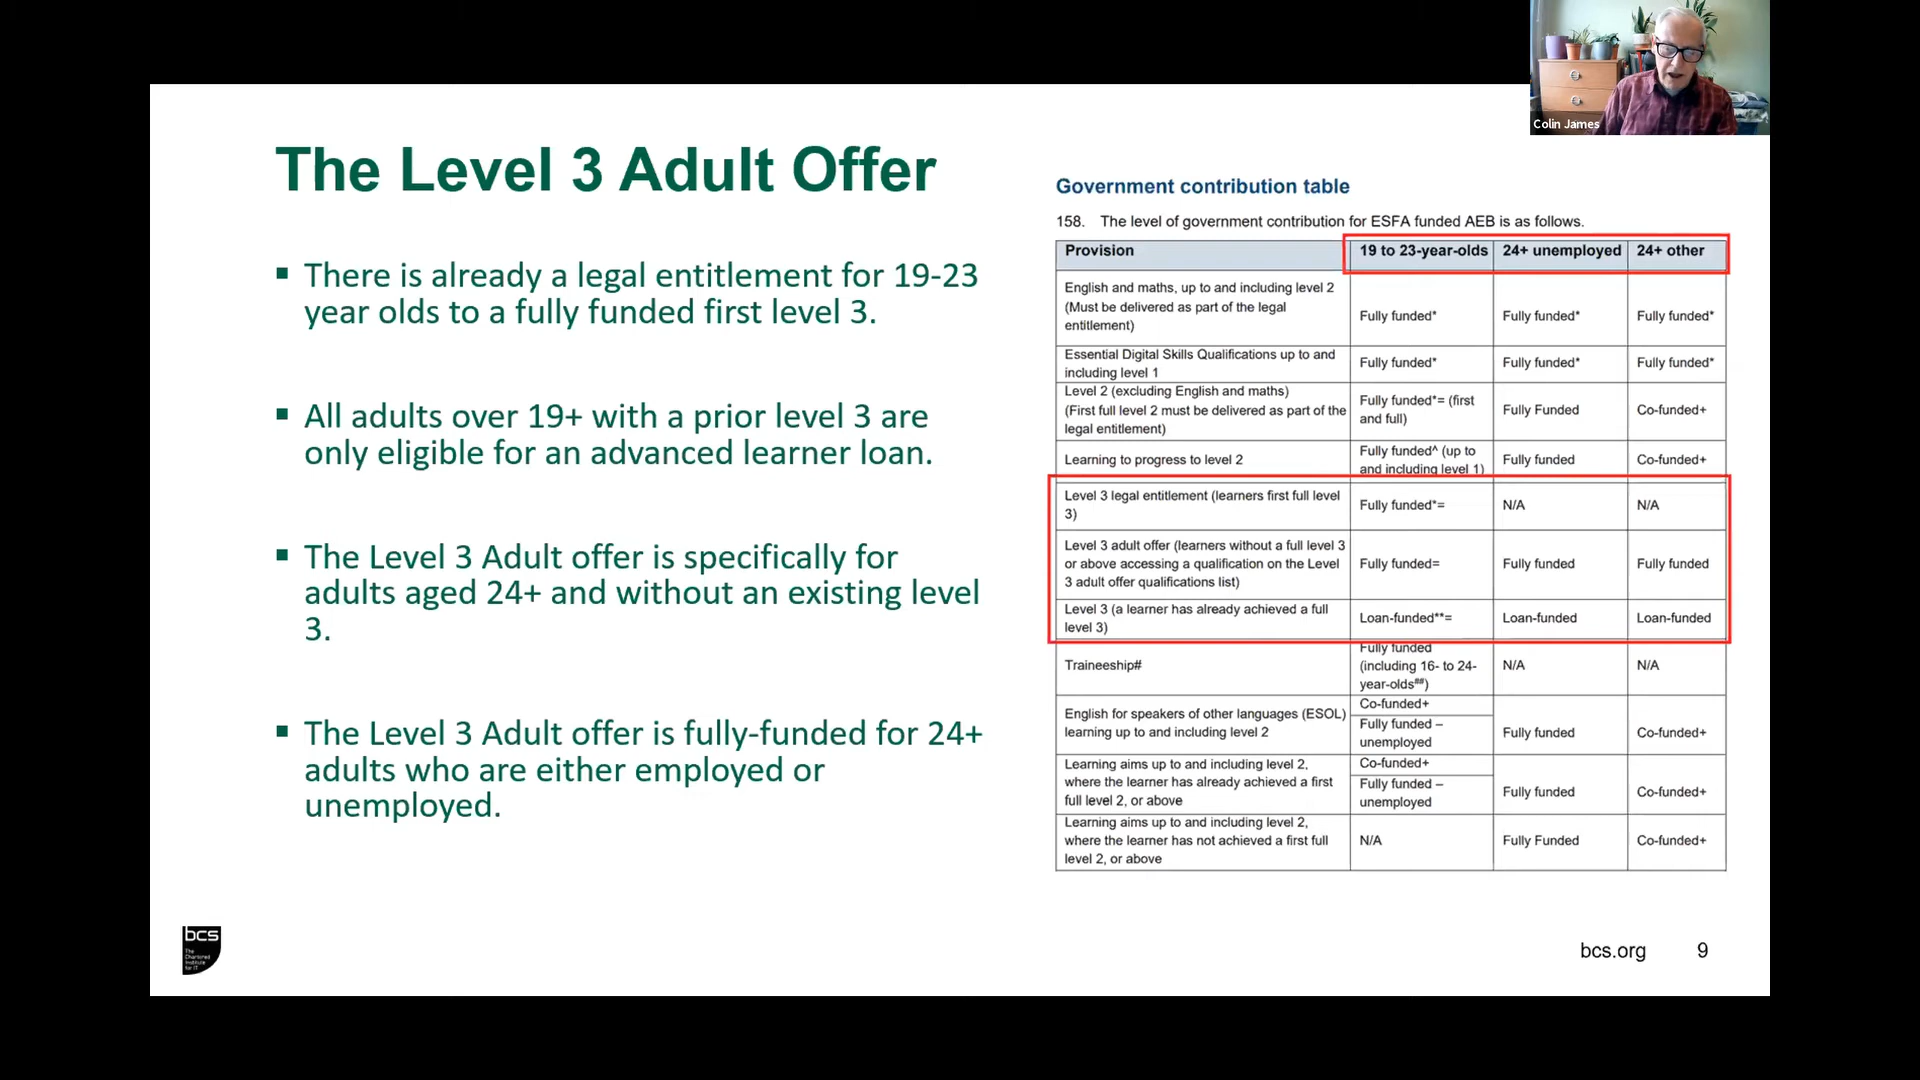 Colin James
The Level 3 Adult Offer
▪ There is already a legal entitlement for 19-23
year olds to a fully funded first level 3.
▪ All adults over 19+ with a prior level 3 are
only eligible for an advanced learner loan.
▪ The Level 3 Adult offer is specifically for
adults aged 24+ and without an existing level
3.
▪ The Level 3 Adult offer is fully-funded for 24+
adults who are either employed or
unemployed.
Government contribution table
158. The level of government contribution for ESFA funded AEB is as follows.
Provision 19 to 23-year-olds 24+ unemployed 24+ other
English and maths, up to and including level 2
(Must be delivered as part of the legal
entitlement)
Fully funded* Fully funded* Fully funded*
Essential Digital Skills Qualifications up to and
including level 1
Fully funded* Fully funded* Fully funded*
Level 2 (excluding English and maths)
(First full level 2 must be delivered as part of the
legal entitlement)
Fully funded*= (first
and full)
Fully Funded Co-funded+
Learning to progress to level 2
Fully funded^ (up to
and including level 1)
Fully funded Co-funded+
Level 3 legal entitlement (learners first full level
3)
Fully funded*= N/A N/A
Level 3 adult offer (learners without a full level 3
or above accessing a qualification on the Level
3 adult offer qualifications list)
Fully funded= Fully funded Fully funded
Level 3 (a learner has already achieved a full
level 3)
Loan-funded**= Loan-funded Loan-funded
Traineeship#
Fully funded
(including 16- to 24-
year-olds##)
N/A N/A
English for speakers of other languages (ESOL)
learning up to and including level 2
Co-funded+
Fully funded –
unemployed
Fully funded Co-funded+
Learning aims up to and including level 2,
where the learner has already achieved a first
full level 2, or above
Co-funded+
Fully funded –
unemployed
Fully funded Co-funded+
Learning aims up to and including level 2,
where the learner has not achieved a first full
level 2, or above
N/A Fully Funded Co-funded+
bcs
The
Chartered
Institute
for IT
bcs.org 9